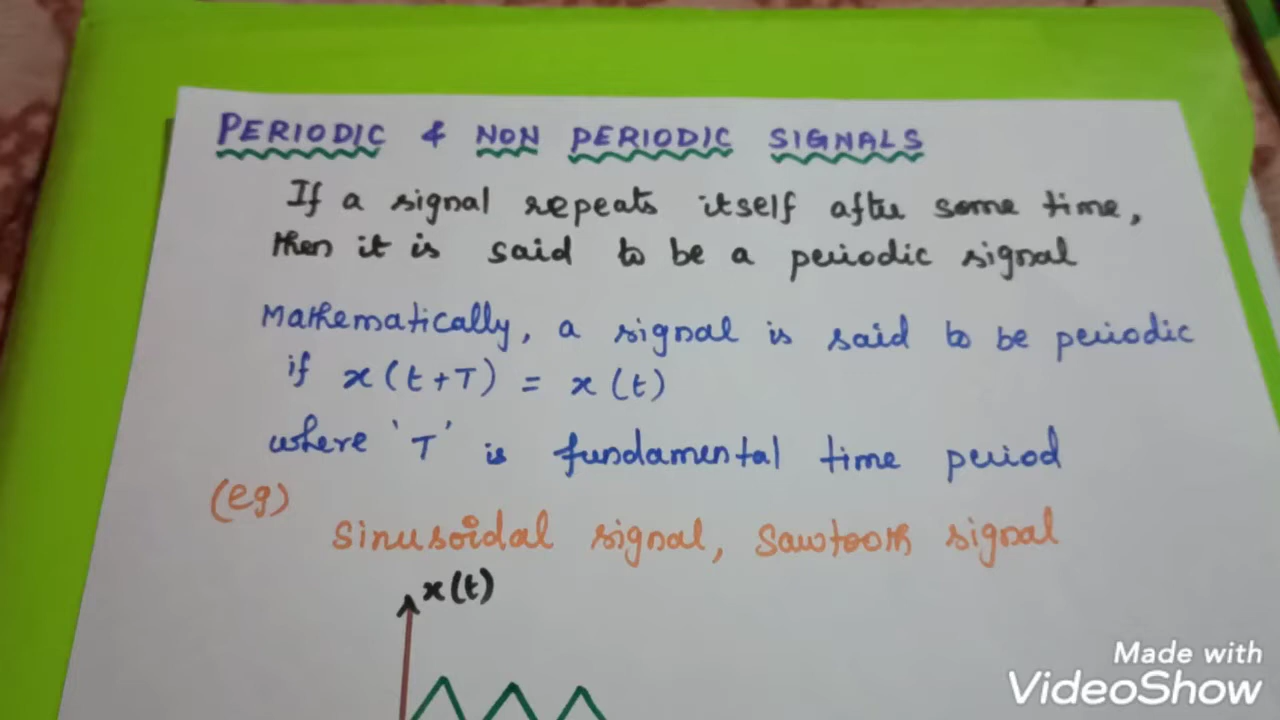 PERIODIC & NON PERIODIC SIGNALS
If a signal repeats itself after some time,
then it is said to be a periodic signal
Mathematically, a signal is said to be periodic
if x(t+T) = x(t)
where 'T' is fundamental time period
(eg)
Sinusoidal signal, Sawtooth signal
x(t)
Made with
VideoShow